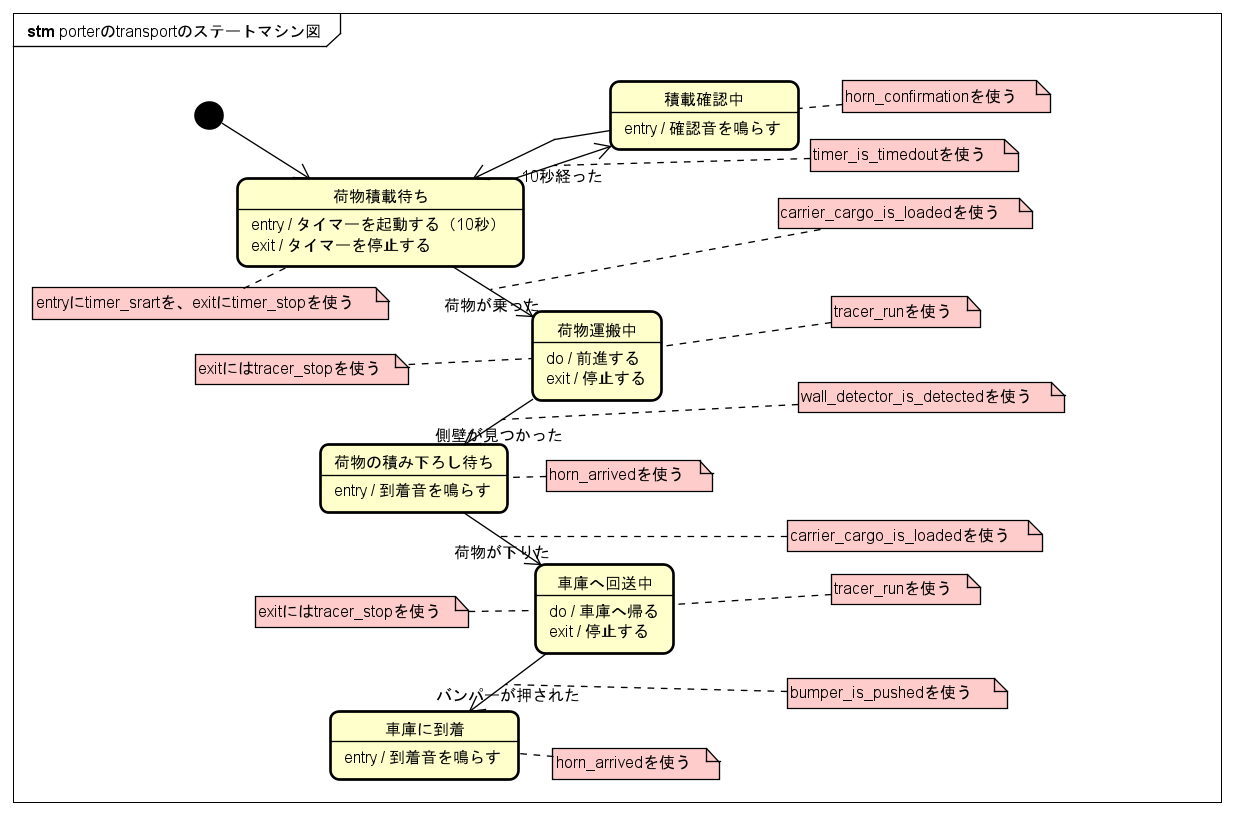 stm porterのtransportのステートマシン図
積載確認中
entry / 確認音を鳴らす
horn_confirmationを使う
timer_is_timedoutを使う
10秒経った
荷物積載待ち
entry / タイマーを起動する（10秒）
exit / タイマーを停止する
carrier_cargo_is_loadedを使う
entryにtimer_srartを、exitにtimer_stopを使う
荷物が乗った
tracer_runを使う
荷物運搬中
do / 前進する
exit / 停止する
exitにはtracer_stopを使う
wall_detector_is_detectedを使う
側壁が見つかった
荷物の積み下ろし待ち
entry / 到着音を鳴らす
horn_arrivedを使う
carrier_cargo_is_loadedを使う
荷物が下りた
車庫へ回送中
do / 車庫へ帰る
exit / 停止する
tracer_runを使う
exitにはtracer_stopを使う
bumper_is_pushedを使う
バンパーが押された
車庫に到着
entry / 到着音を鳴らす
horn_arrivedを使う